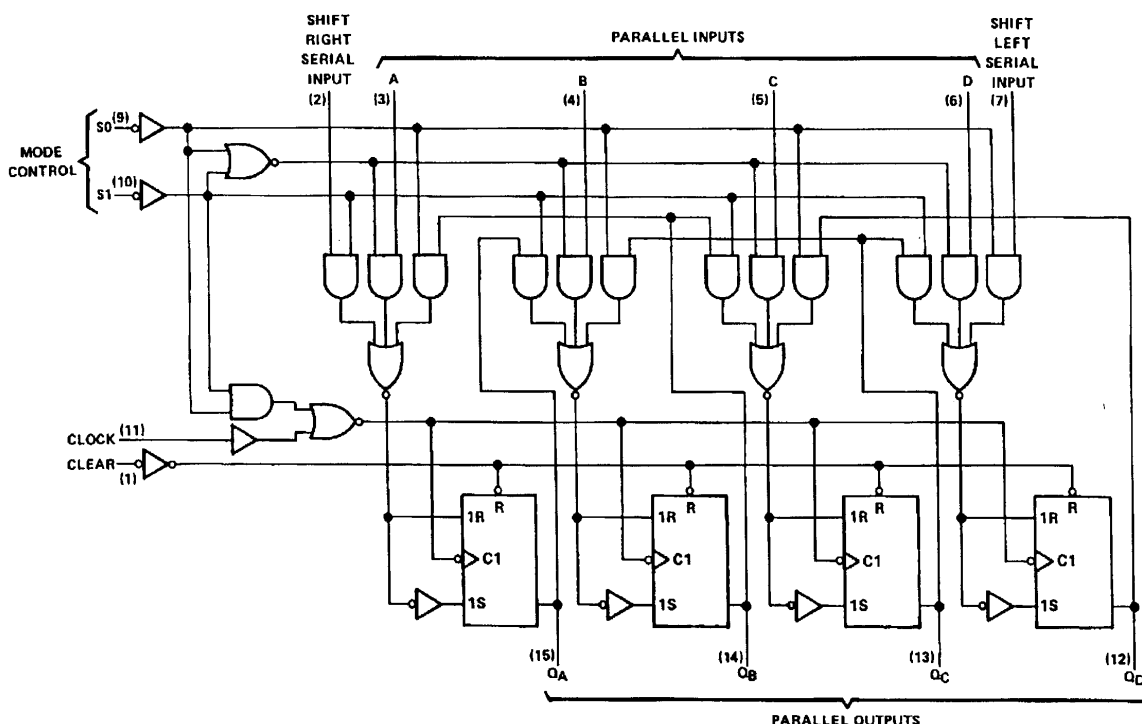 SHIFT
RIGHT
SERIAL
INPUT
(2)
PARALLEL INPUTS
A
(3)
B
(4)
C
(5)
D
(6)
SHIFT
LEFT
SERIAL
INPUT
(7)
MODE
CONTROL
S0 (9)
S1 (10)
CLOCK (11)
CLEAR
(1)
R
1R
C1
1S
R
1R
C1
1S
R
1R
C1
1S
R
1R
C1
1S
(15)
QA
(14)
QB
(13)
QC
(12)
QD
PARALLEL OUTPUTS